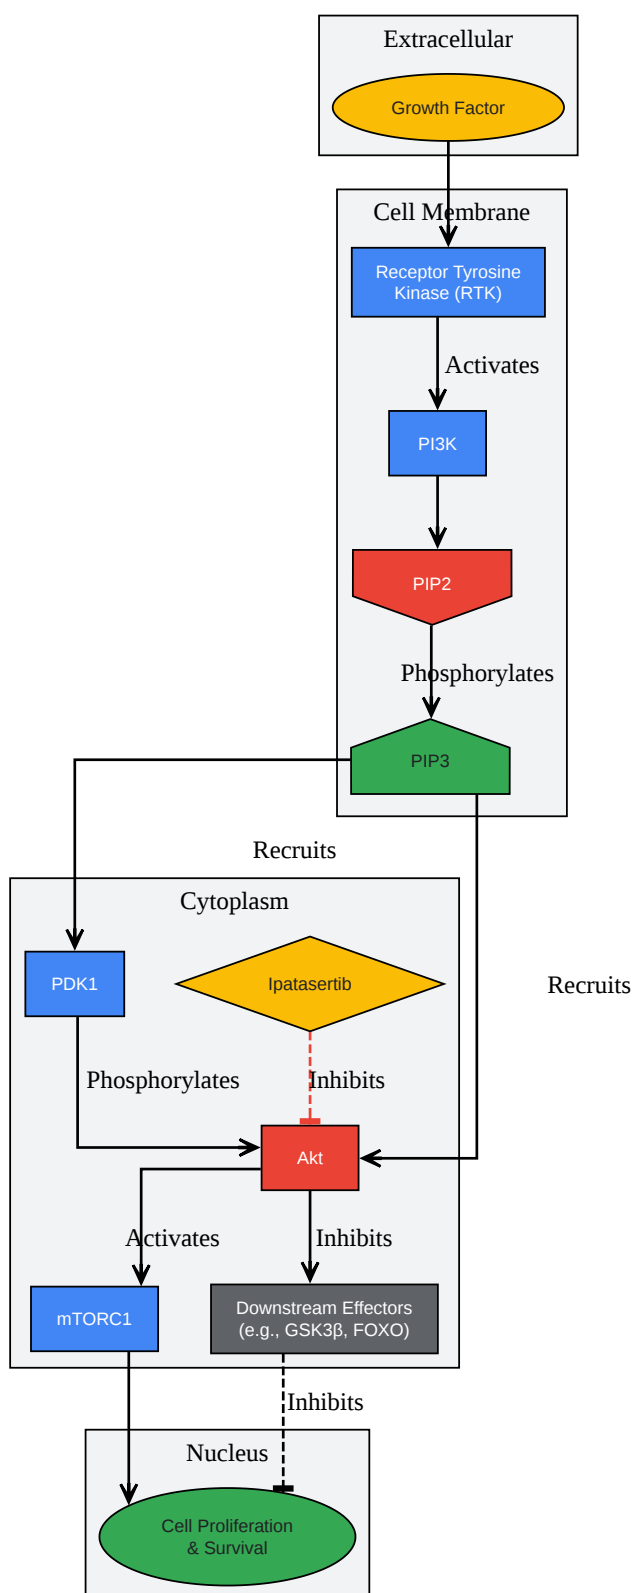 Extracellular
Growth Factor
Cell Membrane
Receptor Tyrosine
Kinase (RTK)
Activates
PI3K
PIP2
Phosphorylates
PIP3
Recruits
Cytoplasm
PDK1
Ipatasertib
Recruits
Phosphorylates
Inhibits
Akt
Activates
Inhibits
mTORC1
Downstream Effectors
(e.g., GSK3β, FOXO)
Inhibits
Nucleus
Cell Proliferation
& Survival